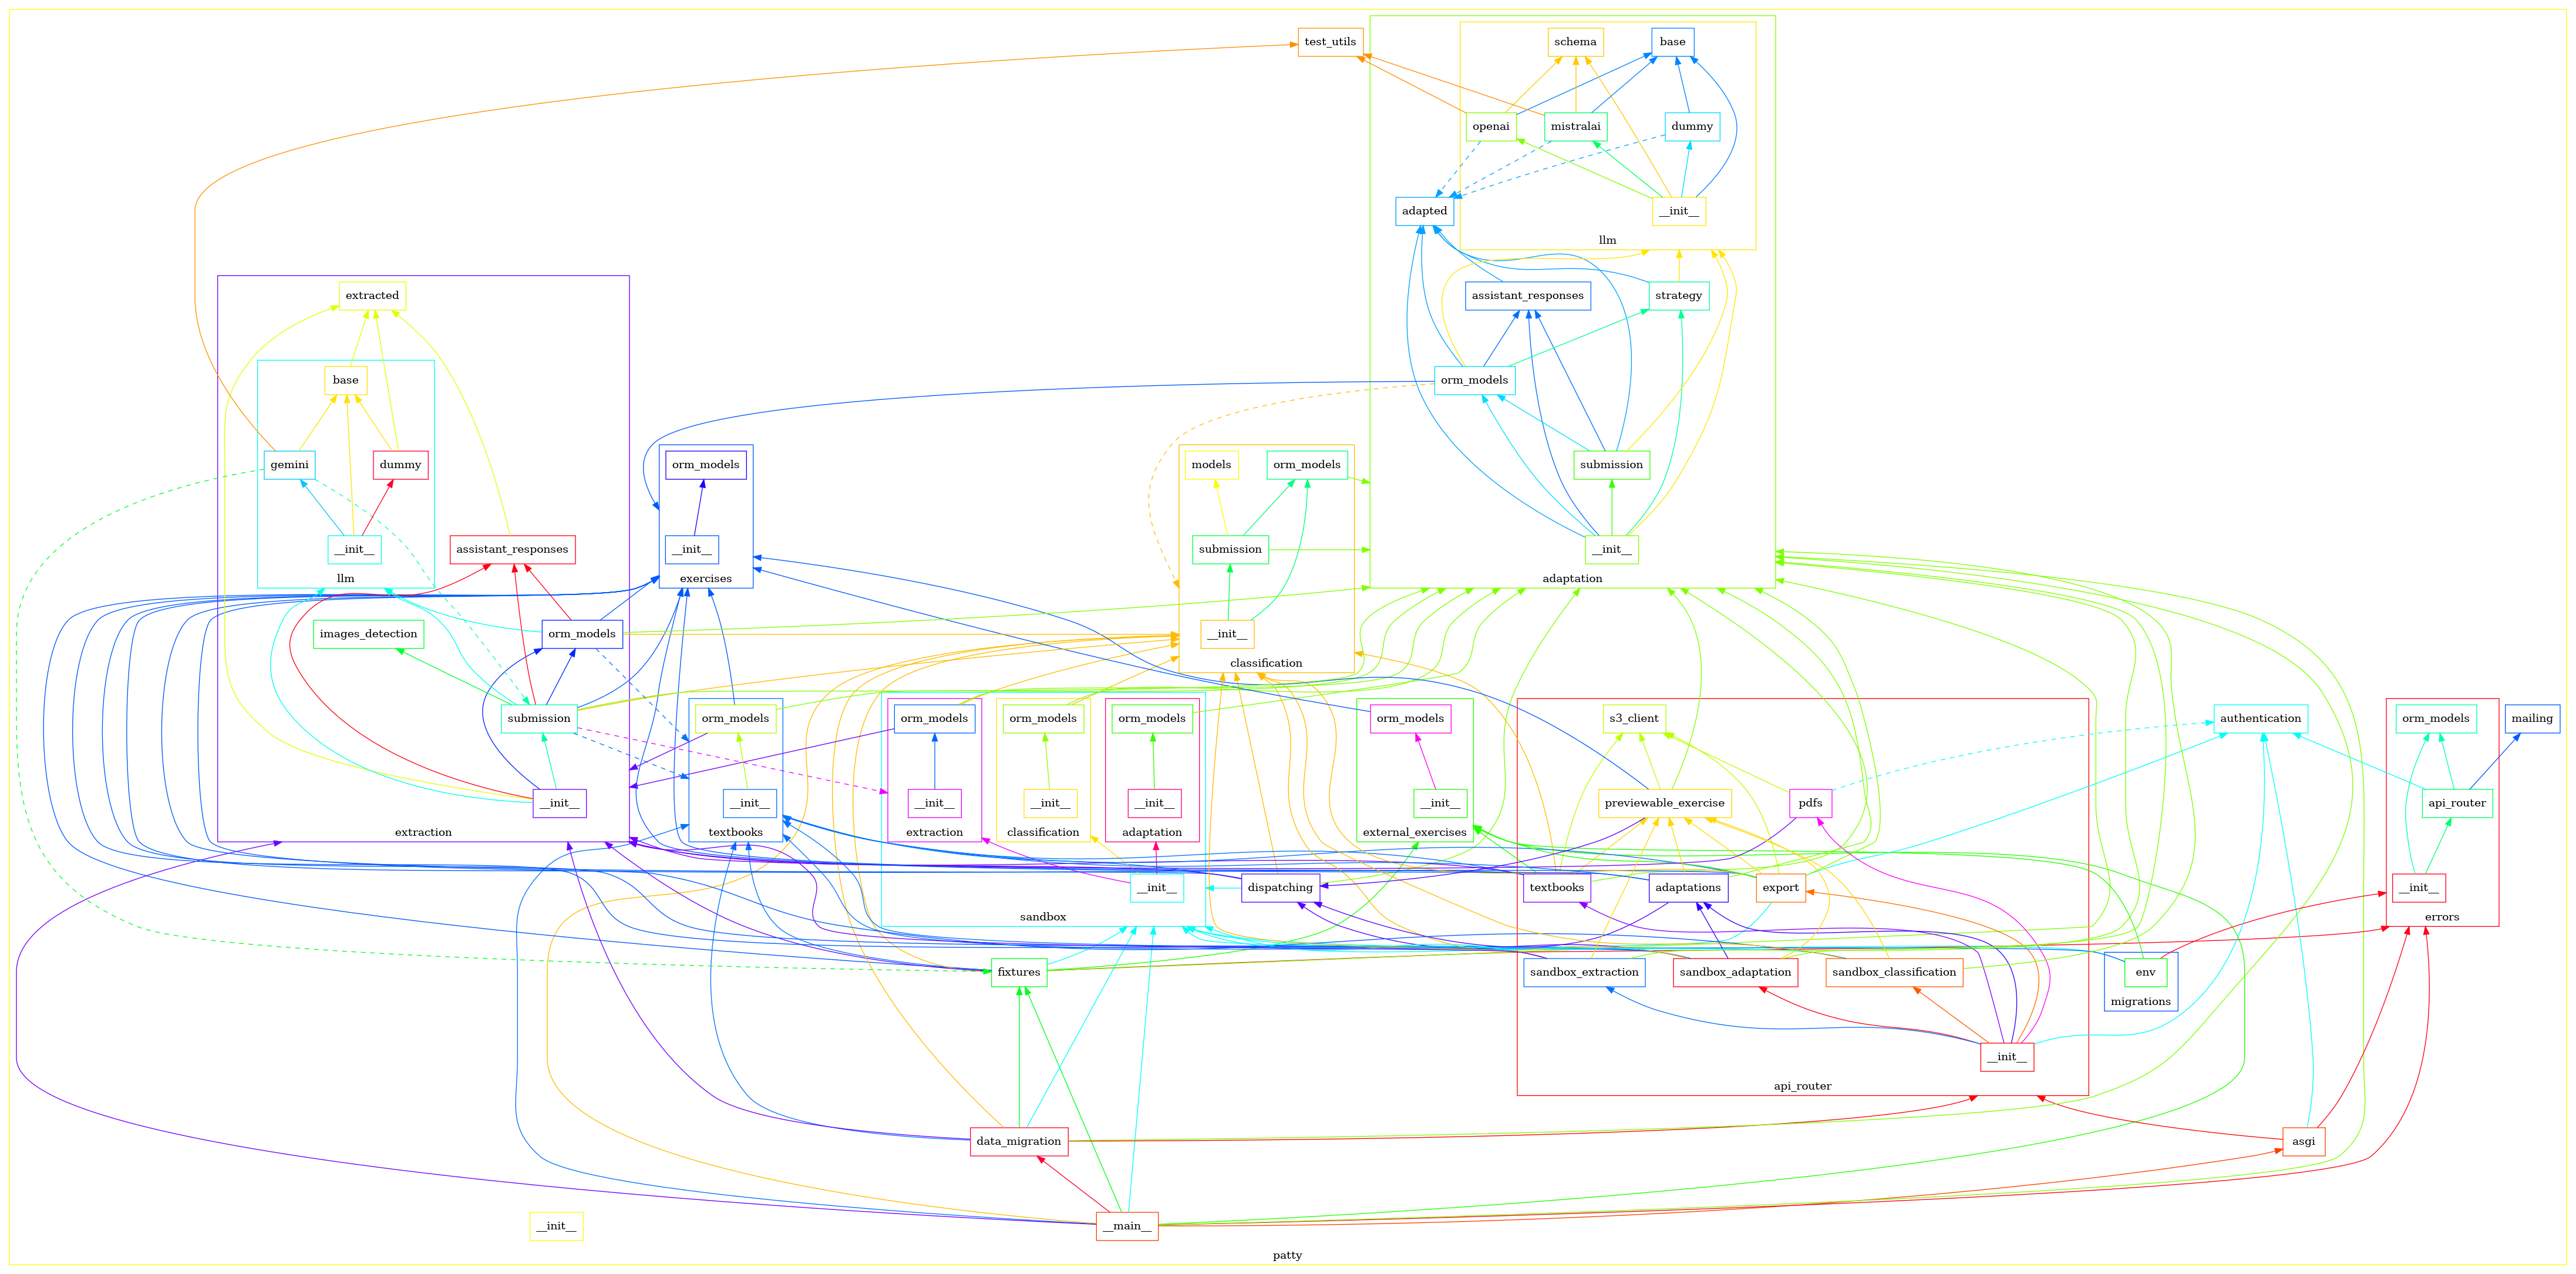 test_utils
schema
base
openai
mistralai
dummy
adapted
__init__
llm
extracted
assistant_responses
strategy
base
orm_models
gemini
dummy
orm_models
models
orm_models
submission
__init__
assistant_responses
__init__
submission
__init__
llm
exercises
adaptation
images_detection
orm_models
__init__
classification
submission
orm_models
orm_models
orm_models
orm_models
orm_models
s3_client
authentication
orm_models
mailing
__init__
__init__
__init__
__init__
__init__
__init__
previewable_exercise
pdfs
api_router
extraction
textbooks
extraction
classification
adaptation
external_exercises
__init__
dispatching
textbooks
adaptations
export
__init__
sandbox
errors
fixtures
sandbox_extraction
sandbox_adaptation
sandbox_classification
env
migrations
__init__
api_router
data_migration
asgi
__init__
__main__
patty